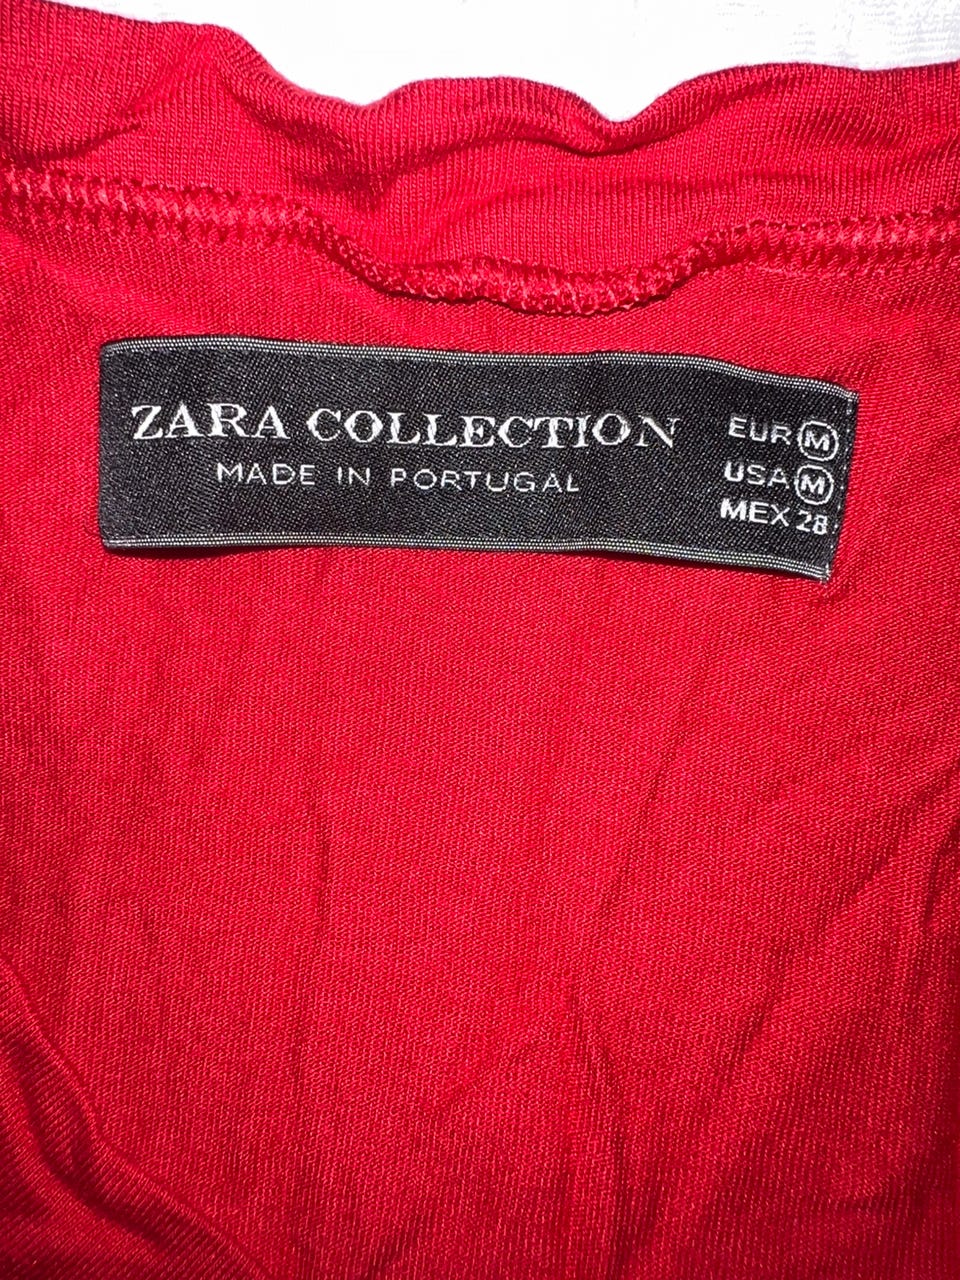 ZARA COLLECTION
MADE IN PORTUGAL
EUR M
USA M
MEX 28